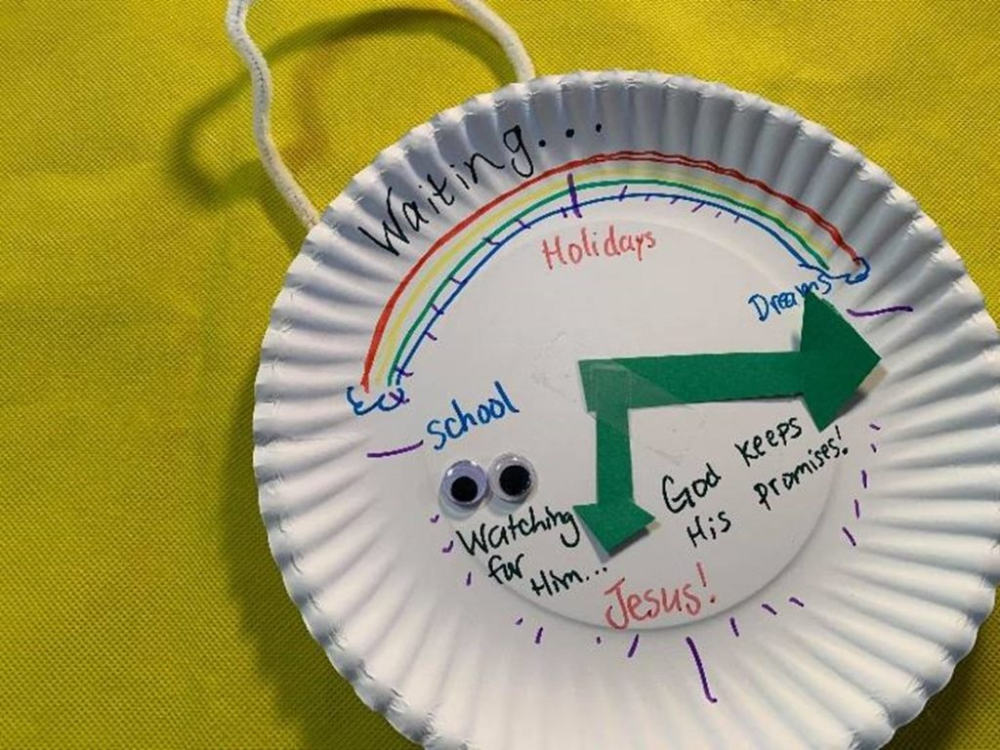 Waiting...
Holidays
Dreams
school
God keeps
His promises!
Watching
for Him...
Jesus!